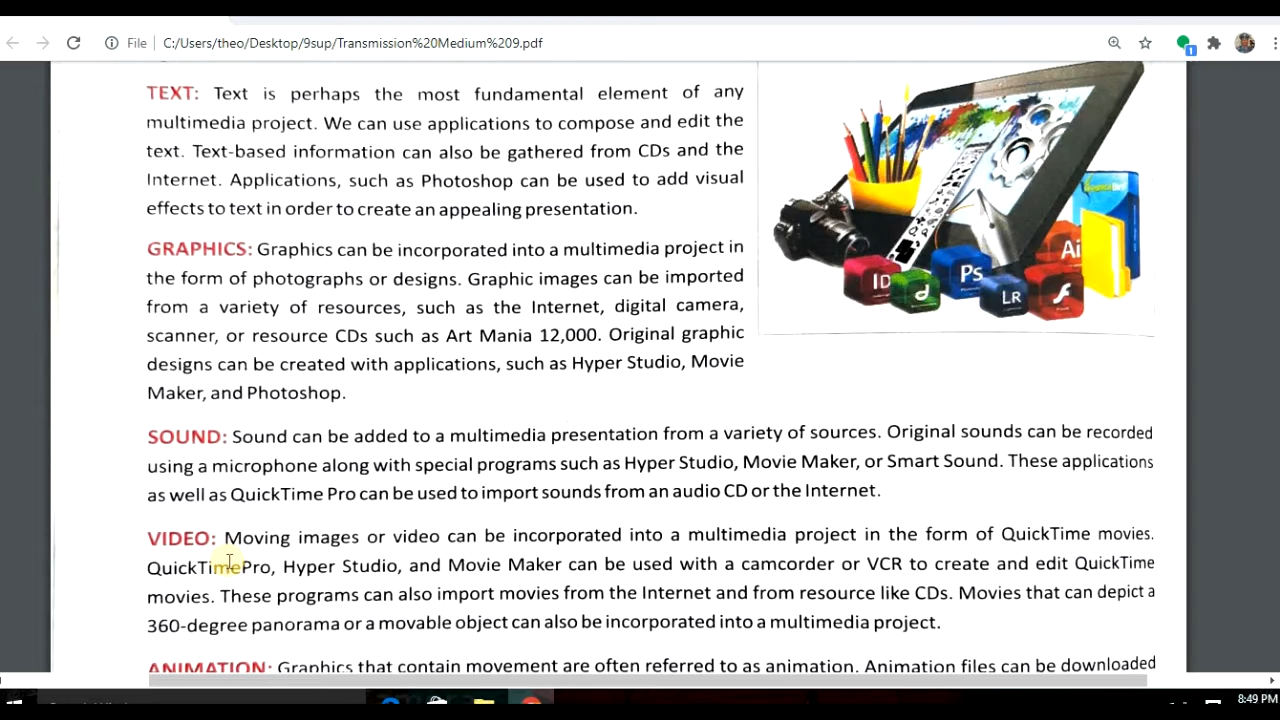 File C:/Users/theo/Desktop/9sup/Transmission%20Medium%209.pdf
1
TEXT: Text is perhaps the most fundamental element of any
multimedia project. We can use applications to compose and edit the
text. Text-based information can also be gathered from CDs and the
Internet. Applications, such as Photoshop can be used to add visual
effects to text in order to create an appealing presentation.
ID
Ps
LR
Ai
GRAPHICS: Graphics can be incorporated into a multimedia project in
the form of photographs or designs. Graphic images can be imported
from a variety of resources, such as the Internet, digital camera,
scanner, or resource CDs such as Art Mania 12,000. Original graphic
designs can be created with applications, such as Hyper Studio, Movie
Maker, and Photoshop.
SOUND: Sound can be added to a multimedia presentation from a variety of sources. Original sounds can be recorded
using a microphone along with special programs such as Hyper Studio, Movie Maker, or Smart Sound. These applications
as well as QuickTime Pro can be used to import sounds from an audio CD or the Internet.
VIDEO: Moving images or video can be incorporated into a multimedia project in the form of QuickTime movies.
QuickTimePro, Hyper Studio, and Movie Maker can be used with a camcorder or VCR to create and edit QuickTime
movies. These programs can also import movies from the Internet and from resource like CDs. Movies that can depict a
360-degree panorama or a movable object can also be incorporated into a multimedia project.
ANIMATION: Graphics that contain movement are often referred to as animation. Animation files can be downloaded
8:49 PM